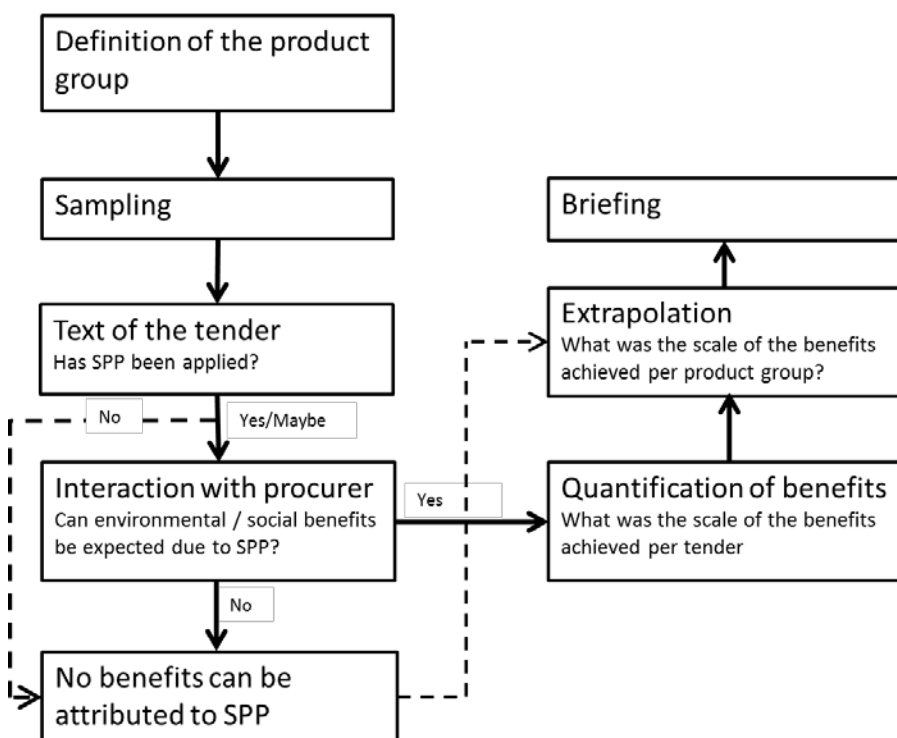 Definition of the product
group
Sampling
Text of the tender
Has SPP been applied?
No
Yes/Maybe
Interaction with procurer
Can environmental / social benefits
be expected due to SPP?
Yes
No
No benefits can be
attributed to SPP
Briefing
Extrapolation
What was the scale of the benefits
achieved per product group?
Quantification of benefits
What was the scale of the benefits
achieved per tender